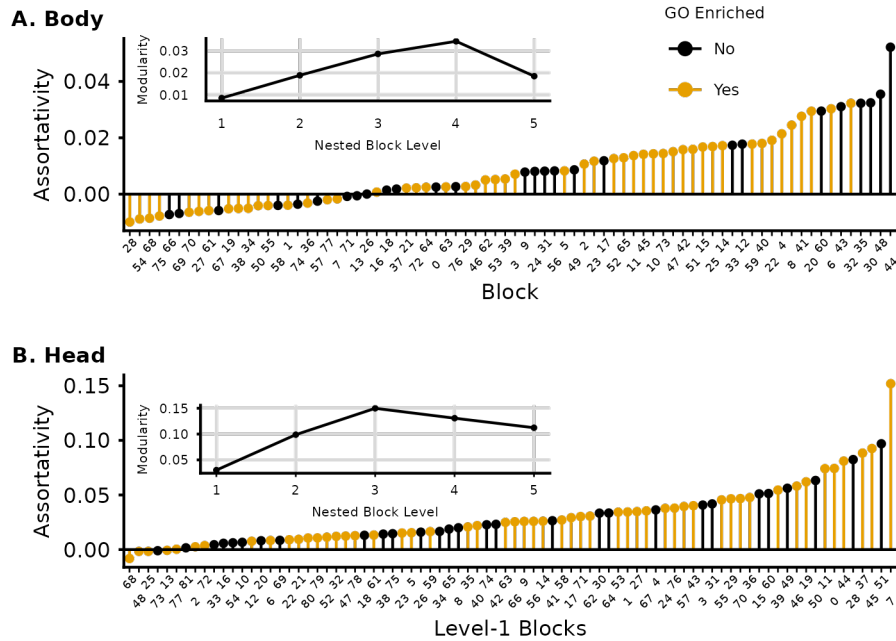 A. Body
GO Enriched
No
Yes
Modularity
0.03
0.02
0.01
1 2 3 4 5
Nested Block Level
Assortativity
0.04
0.02
0.00
28 54 68 75 66 69 70 27 61 67 19 38 34 50 55 58 1 74 36 57 77 7 71 13 26 16 18 37 21 72 64 0 63 76 29 46 62 53 39 3 9 24 31 56 5 49 2 23 17 52 65 11 45 10 73 47 42 51 15 25 14 33 12 59 40 22 4 8 41 20 60 6 43 32 35 30 48 44
Block
B. Head
Modularity
0.15
0.10
0.05
1 2 3 4 5
Nested Block Level
Assortativity
0.15
0.10
0.05
0.00
68 48 25 73 13 77 81 2 72 33 16 54 10 12 20 6 69 22 21 80 79 52 32 47 78 18 61 38 75 23 5 26 59 34 65 8 35 40 74 42 63 66 9 56 14 41 58 17 71 62 30 64 53 1 27 67 4 24 76 57 43 3 31 55 29 70 36 15 60 39 49 46 19 50 11 0 44 37 28 45 51 7
Level-1 Blocks